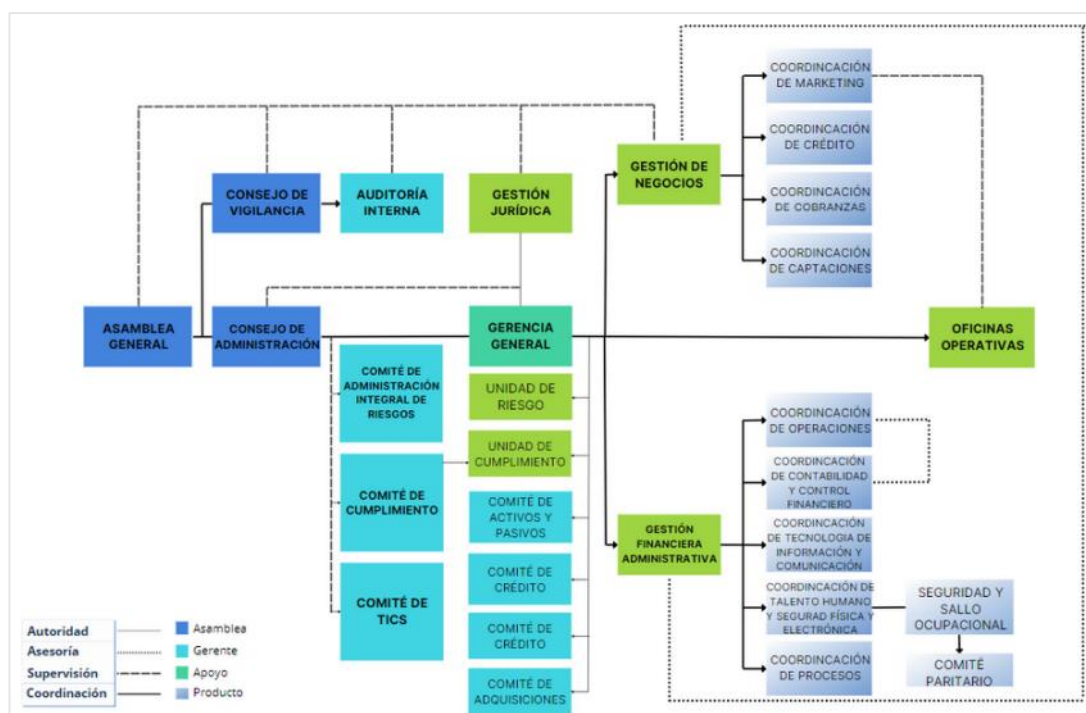 COORDINCACIÓN
DE MARKETING
COORDINCACIÓN
DE CRÉDITO
COORDINCACIÓN
DE COBRANZAS
COORDINCACIÓN
DE CAPTACIONES
GESTIÓN DE
NEGOCIOS
CONSEJO DE
VIGILANCIA
AUDITORÍA
INTERNA
GESTIÓN
JURÍDICA
ASAMBLEA
GENERAL
CONSEJO DE
ADMINISTRACIÓN
GERENCIA
GENERAL
OFICINAS
OPERATIVAS
COMITÉ DE
ADMINISTRACIÓN
INTEGRAL DE
RIESGOS
COMITÉ DE
CUMPLIMIENTO
COMITÉ DE
TICS
UNIDAD DE
RIESGO
UNIDAD DE
CUMPLIMIENTO
COMITÉ DE
ACTIVOS Y
PASIVOS
COMITÉ DE
CRÉDITO
COMITÉ DE
CRÉDITO
COMITÉ DE
ADQUISICIONES
GESTIÓN
FINANCIERA
ADMINISTRATIVA
COORDINCACIÓN
DE OPERACIONES
COORDINCACIÓN
DE CONTABILIDAD
Y CONTROL
FINANCIERO
COORDINCACIÓN
DE TECNOLOGIA DE
INFORMACIÓN Y
COMUNICACIÓN
COORDINCACIÓN DE
TALENTO HUMANO
Y SEGURAD FÍSICA Y
ELECTRÓNICA
COORDINCACIÓN
DE PROCESOS
SEGURIDAD Y
SALLO
OCUPACIONAL
COMITÉ
PARITARIO
Autoridad
Asesoría
Supervisión
Coordinación
Asamblea
Gerente
Apoyo
Producto